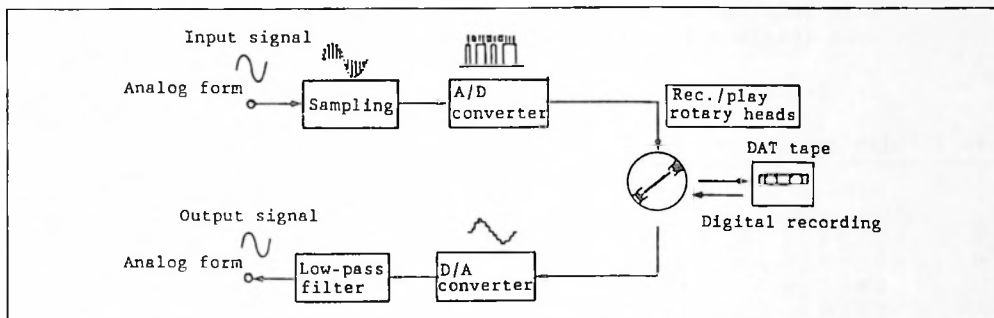 Input signal
Analog form
Sampling
A/D
converter
Rec./play
rotary heads
DAT tape
Digital recording
Output signal
Analog form
Low-pass
filter
D/A
converter